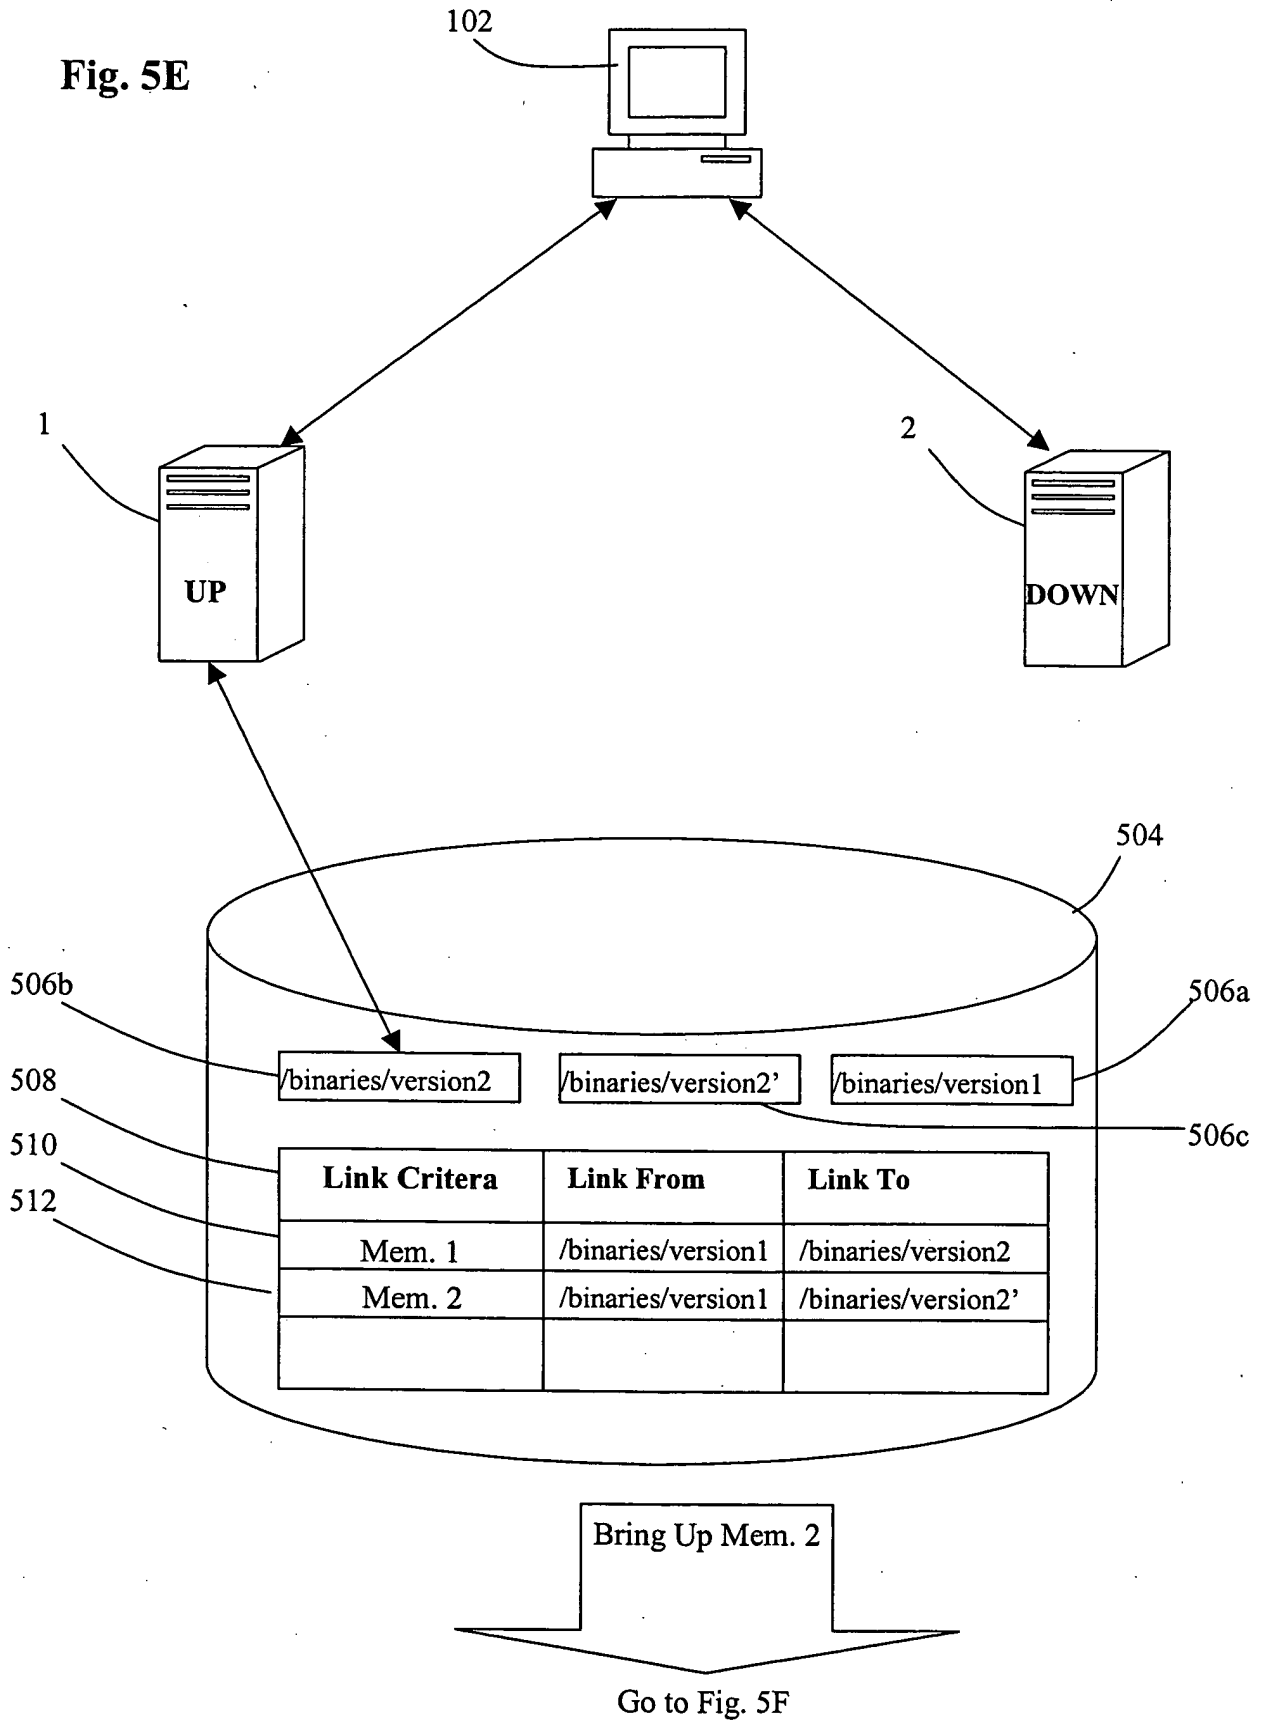 102
Fig. 5E
1
2
UP
DOWN
504
506b
506a
/binaries/version2
/binaries/version2’
/binaries/version1
508
506c
510
Link Critera
Link From
Link To
512
Mem. 1
/binaries/version1
/binaries/version2
Mem. 2
/binaries/version1
/binaries/version2’
Bring Up Mem. 2
Go to Fig. 5F